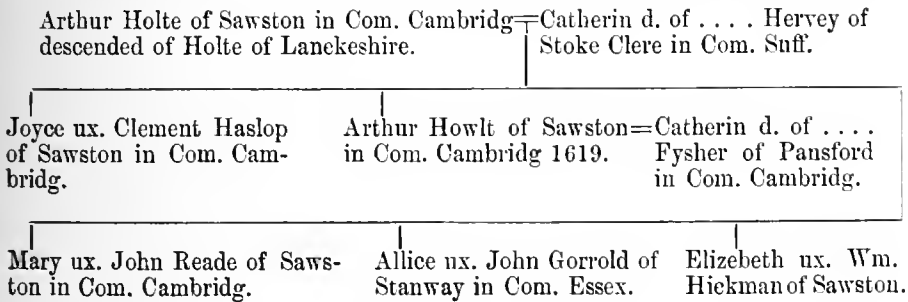 Arthur Holte of Sawston in Com. Cambridg=Catherin d. of .... Hervey of
descended of Holte of Lanckeshire. Stoke Clere in Com. Suff.
Joyce ux. Clement Haslop
of Sawston in Com. Cam-
bridg.
Arthur Howlt of Sawston=Catherin d. of ....
in Com. Cambridg 1619. Fysher of Pansford
in Com. Cambridg.
Mary ux. John Reade of Saws-
ton in Com. Cambridg.
Allice ux. John Gorrold of
Stanway in Com. Essex.
Elizebeth ux. Wm.
Hickman of Sawston.